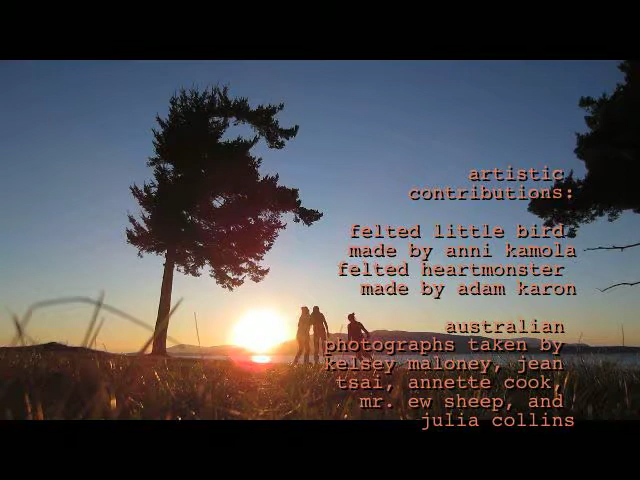 artistic
contributions:
felted little bird
made by anni kamola
felted heartmonster
made by adam karon
australian
photographs taken by
kelsey maloney, jean
tsai, annette cook,
mr. ew sheep, and
julia collins